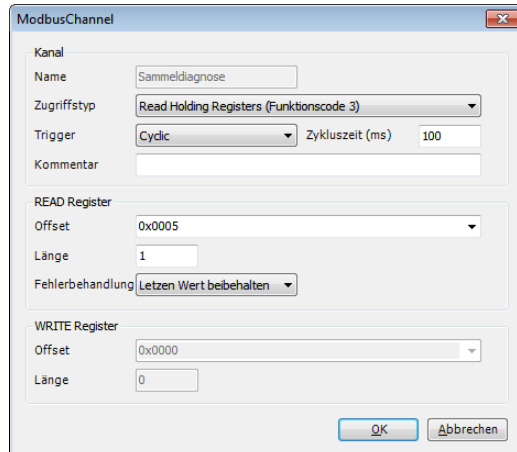 ModbusChannel
Kanal
Name Sammeldiagnose
Zugriffstyp Read Holding Registers (Funktionscode 3)
Trigger Cyclic Zykluszeit (ms) 100
Kommentar
READ Register
Offset 0x0005
Länge 1
Fehlerbehandlung Letzen Wert beibehalten
WRITE Register
Offset 0x0000
Länge 0
OK Abbrechen